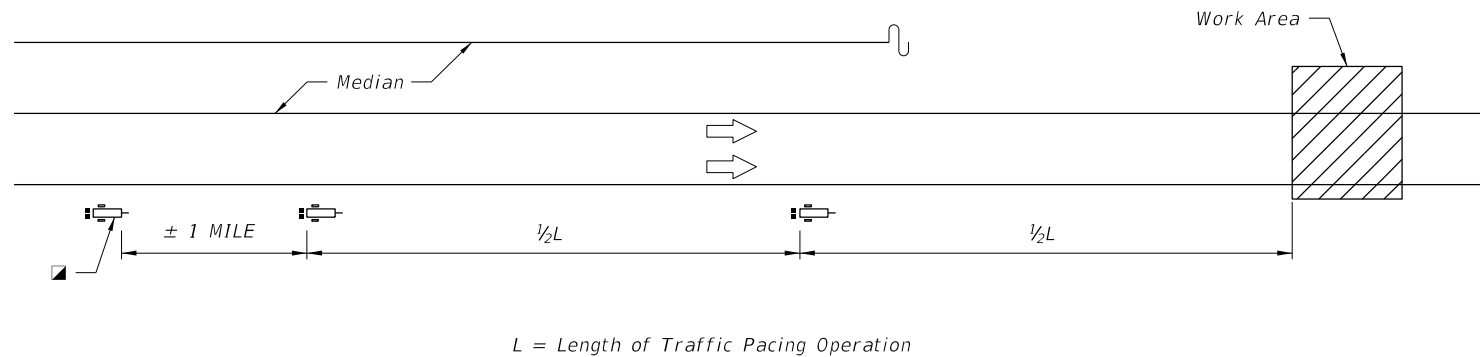 Work Area
Median
± 1 MILE
½L
½L
L = Length of Traffic Pacing Operation